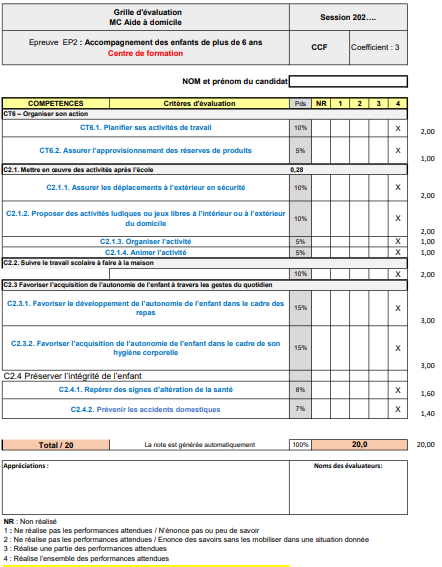 Grille d'évaluation
MC Aide à domicile
Session 202….
Epreuve EP2 : Accompagnement des enfants de plus de 6 ans
Centre de formation
CCF
Coefficient : 3
NOM et prénom du candidat
COMPETENCES Critères d'évaluation Pds NR 1 2 3 4
CT6 – Organiser son action
CT6.1. Planifier ses activités de travail 10% X 2,00
CT6.2. Assurer l'approvisionnement des réserves de produits 5% X 1,00
C2.1. Mettre en œuvre des activités après l'école 0,28
C2.1.1. Assurer les déplacements à l'extérieur en sécurité 10% X 2,00
C2.1.2. Proposer des activités ludiques ou jeux libres à l'intérieur ou à l'extérieur
du domicile 10% X 2,00
C2.1.3. Organiser l'activité 5% X 1,00
C2.1.4. Animer l'activité 5% X 1,00
C2.2. Suivre le travail scolaire à faire à la maison
10% X 2,00
C2.3 Favoriser l'acquisition de l'autonomie de l'enfant à travers les gestes du quotidien
C2.3.1. Favoriser le développement de l'autonomie de l'enfant dans le cadre des
repas 15% X 3,00
C2.3.2. Favoriser l'acquisition de l'autonomie de l'enfant dans le cadre de son
hygiène corporelle 15% X 3,00
C2.4 Préserver l'intégrité de l'enfant
C2.4.1. Repérer des signes d'altération de la santé 8% X 1,60
C2.4.2. Prévenir les accidents domestiques 7% X 1,40
Total / 20 La note est générée automatiquement 100% 20,0 20,00
Appréciations : Noms des évaluateurs:
NR : Non réalisé
1 : Ne réalise pas les performances attendues / N'énonce pas ou peu de savoir
2 : Ne réalise pas les performances attendues / Enonce des savoirs sans les mobiliser dans une situation donnée
3 : Réalise une partie des performances attendues
4 : Réalise l'ensemble des performances attendues